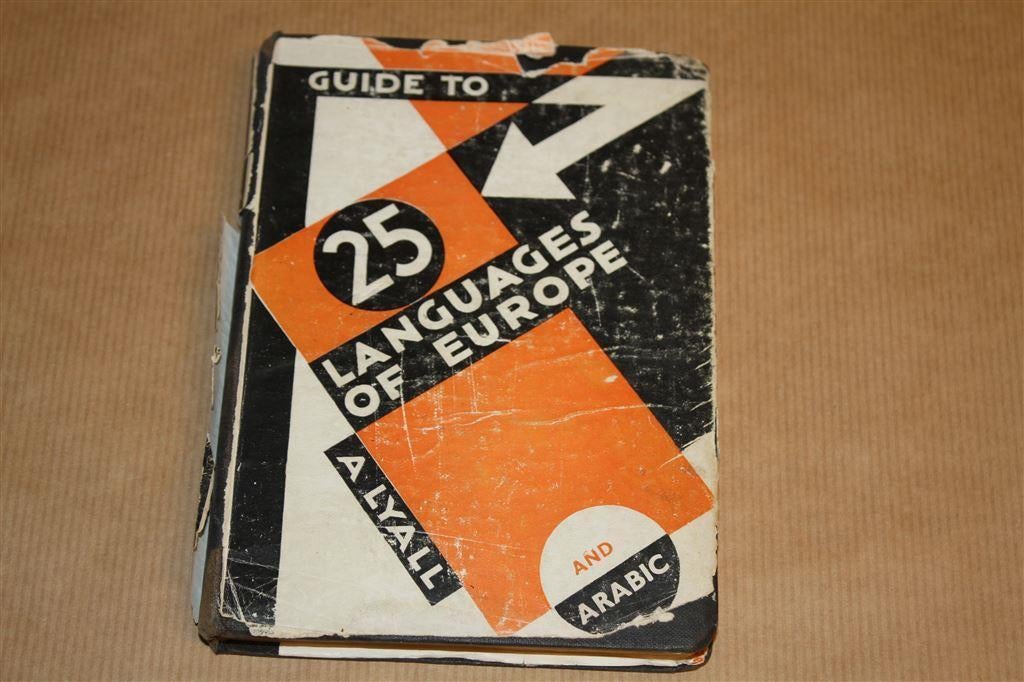 GUIDE TO
25
LANGUAGES
OF EUROPE
A LYALL
AND
ARABIC